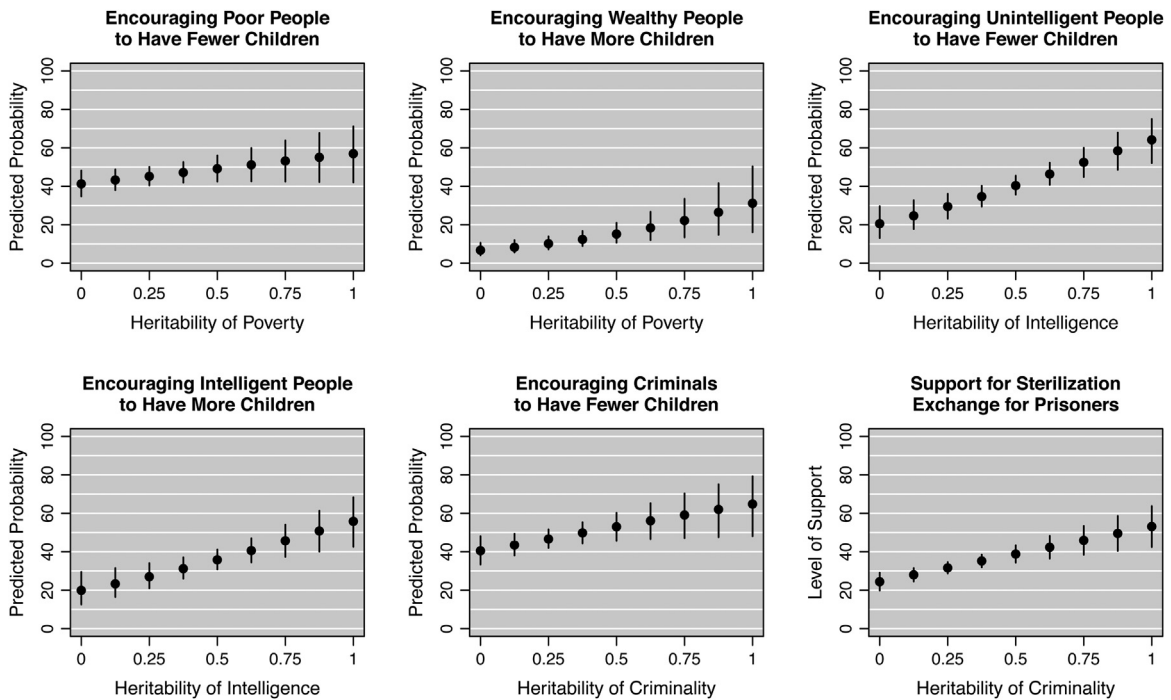 Encouraging Poor People
to Have Fewer Children
Predicted Probability
100
80
60
40
20
0
0 0.25 0.5 0.75 1
Heritability of Poverty
Encouraging Wealthy People
to Have More Children
Predicted Probability
100
80
60
40
20
0
0 0.25 0.5 0.75 1
Heritability of Poverty
Encouraging Unintelligent People
to Have Fewer Children
Predicted Probability
100
80
60
40
20
0
0 0.25 0.5 0.75 1
Heritability of Intelligence
Encouraging Intelligent People
to Have More Children
Predicted Probability
100
80
60
40
20
0
0 0.25 0.5 0.75 1
Heritability of Intelligence
Encouraging Criminals
to Have Fewer Children
Predicted Probability
100
80
60
40
20
0
0 0.25 0.5 0.75 1
Heritability of Criminality
Support for Sterilization
Exchange for Prisoners
Level of Support
100
80
60
40
20
0
0 0.25 0.5 0.75 1
Heritability of Criminality